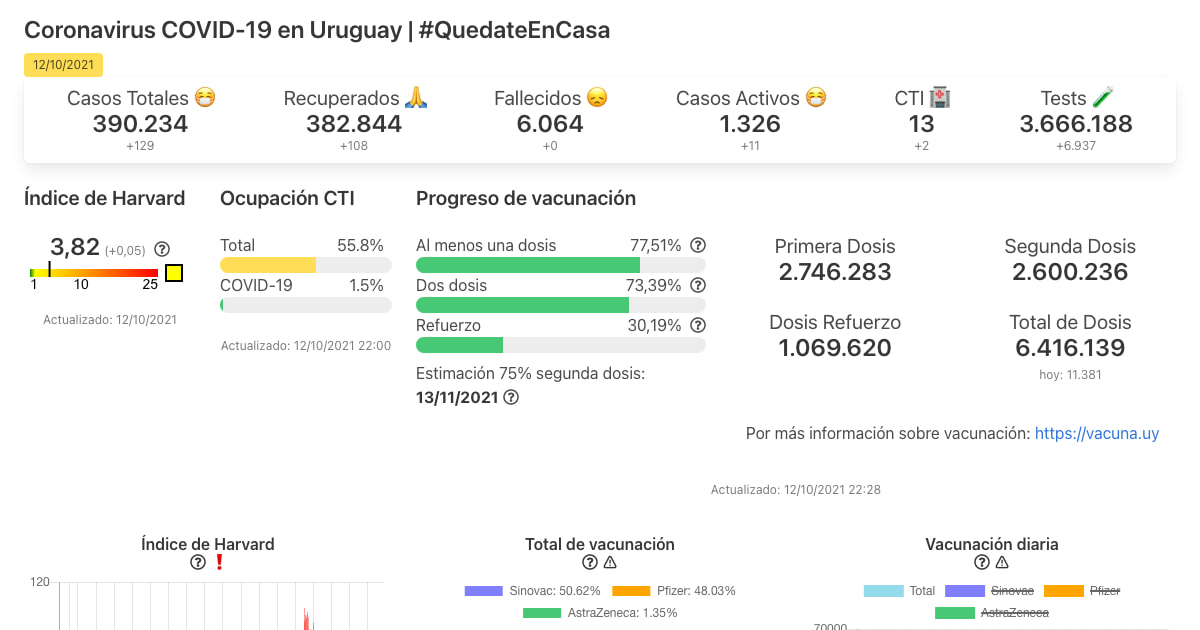 Coronavirus COVID-19 en Uruguay | #QuedateEnCasa
12/10/2021
Casos Totales 😷 Recuperados 🙏 Fallecidos 😞 Casos Activos 😷 CTI 🏥 Tests 🧪
390.234 382.844 6.064 1.326 13 3.666.188
+129 +108 +0 +11 +2 +6.937
Índice de Harvard Ocupación CTI Progreso de vacunación
3,82 (+0,05) ?
1 10 25
Actualizado: 12/10/2021
Total 55.8%
COVID-19 1.5%
Actualizado: 12/10/2021 22:00
Al menos una dosis 77,51% ?
Dos dosis 73,39% ?
Refuerzo 30,19% ?
Estimación 75% segunda dosis:
13/11/2021 ?
Primera Dosis Segunda Dosis
2.746.283 2.600.236
Dosis Refuerzo Total de Dosis
1.069.620 6.416.139
hoy: 11.381
Por más información sobre vacunación: https://vacuna.uy
Actualizado: 12/10/2021 22:28
Índice de Harvard
? ❗
120
Total de vacunación
? ⚠
Sinovac: 50.62% Pfizer: 48.03%
AstraZeneca: 1.35%
Vacunación diaria
? ⚠
Total Sinovac Pfizer
AstraZeneca
70000